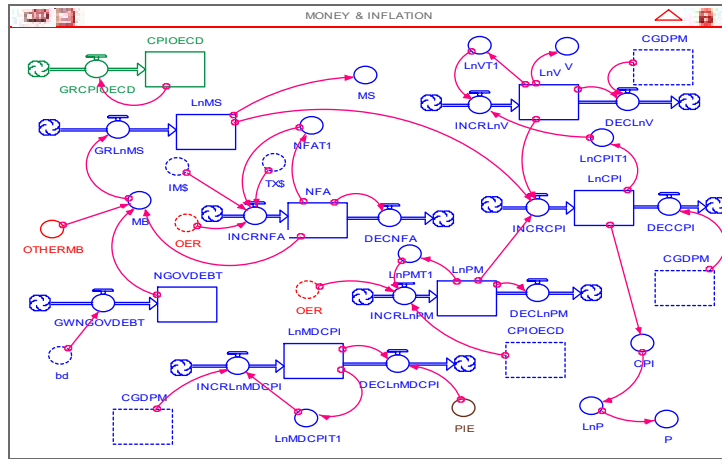 MONEY & INFLATION
CPIOECD
GRCPIOECD
LnMS
MS
GRLnMS
LnVT1
LnV
V
CGDPM
INCRLnV
DECLnV
NFAT1
IM$
TX$
LnCPIT1
LnCPI
MB
OTHERMB
OER
NFA
INCRNFA
DECNFA
INCRCPI
DECCPI
NGOVDEBT
GWNGOVDEBT
bd
OER
LnPMT1
LnPM
INCRLnPM
DECLnPM
CGDPM
CPIOECD
LnMDCPI
INCRLnMDCPI
DECLnMDCPI
CGDPM
LnMDCPIT1
PIE
CPI
LnP
P